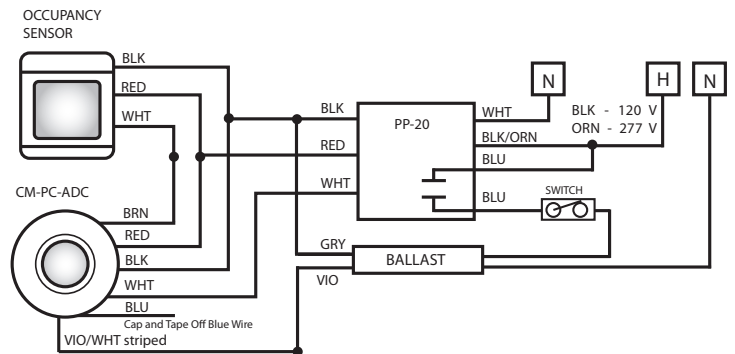 OCCUPANCY
SENSOR
BLK
RED
WHT
CM-PC-ADC
BRN
RED
BLK
WHT
BLU
Cap and Tape Off Blue Wire
VIO/WHT striped
BLK
RED
WHT
PP-20
WHT
BLK/ORN
BLU
BLU
N
H
N
BLK - 120 V
ORN - 277 V
SWITCH
GRY
VIO
BALLAST